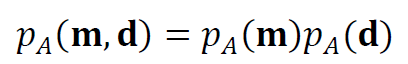 p_A(𝐦, 𝐝) = p_A(𝐦)p_A(𝐝)